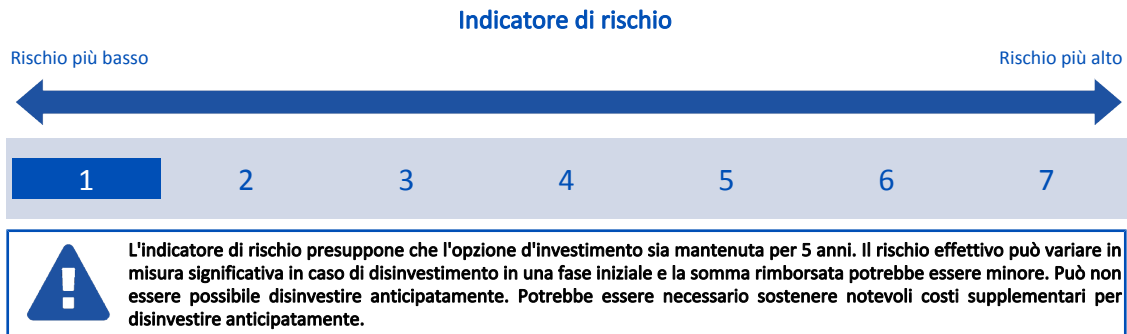 Indicatore di rischio
Rischio più basso Rischio più alto
1 2 3 4 5 6 7
L'indicatore di rischio presuppone che l'opzione d'investimento sia mantenuta per 5 anni. Il rischio effettivo può variare in
misura significativa in caso di disinvestimento in una fase iniziale e la somma rimborsata potrebbe essere minore. Può non
essere possibile disinvestire anticipatamente. Potrebbe essere necessario sostenere notevoli costi supplementari per
disinvestire anticipatamente.